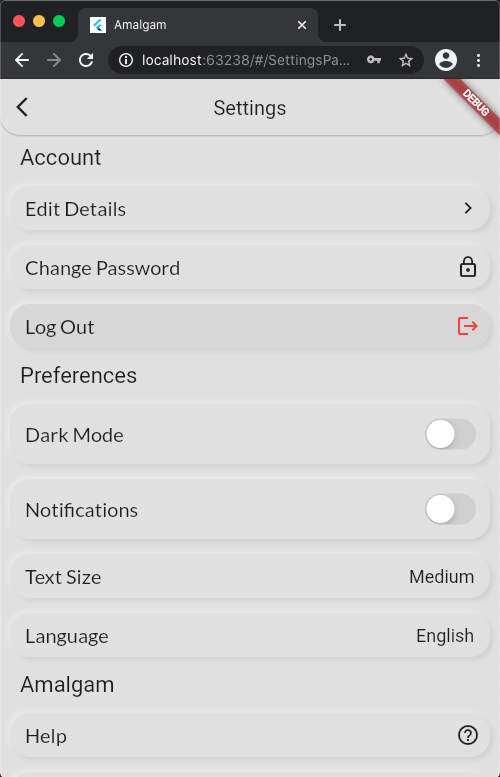 Amalgam
localhost:63238/#/SettingsPa...
Settings
DEBUG
Account
Edit Details
Change Password
Log Out
Preferences
Dark Mode
Notifications
Text Size Medium
Language English
Amalgam
Help